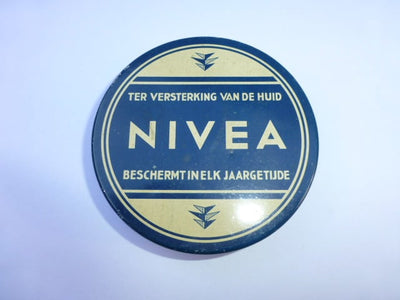 TER VERSTERKING VAN DE HUID
NIVEA
BESCHERMT IN ELK JAARGETIJDE